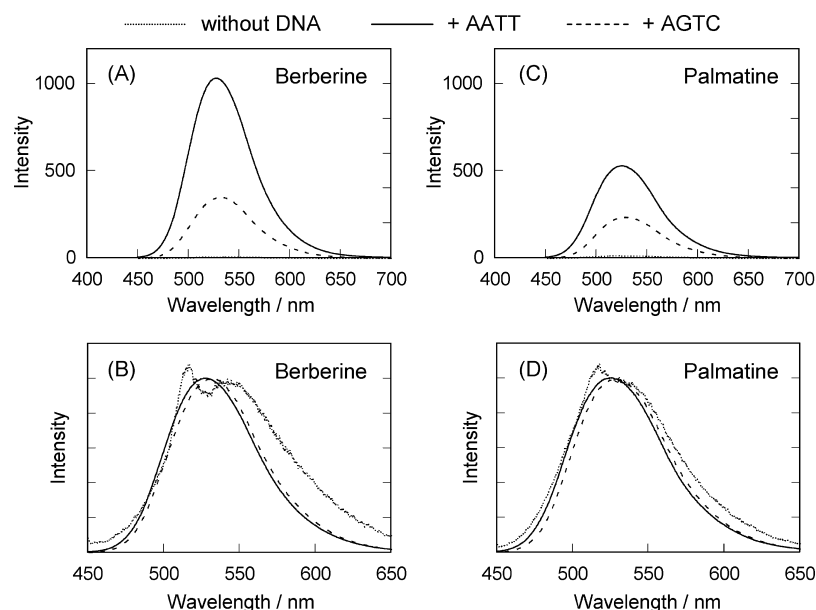 without DNA + AATT + AGTC
(A) Berberine
1000
500
0
Intensity
400 450 500 550 600 650 700
Wavelength / nm
(C) Palmatine
1000
500
0
Intensity
400 450 500 550 600 650 700
Wavelength / nm
(B) Berberine
Intensity
450 500 550 600 650
Wavelength / nm
(D) Palmatine
Intensity
450 500 550 600 650
Wavelength / nm